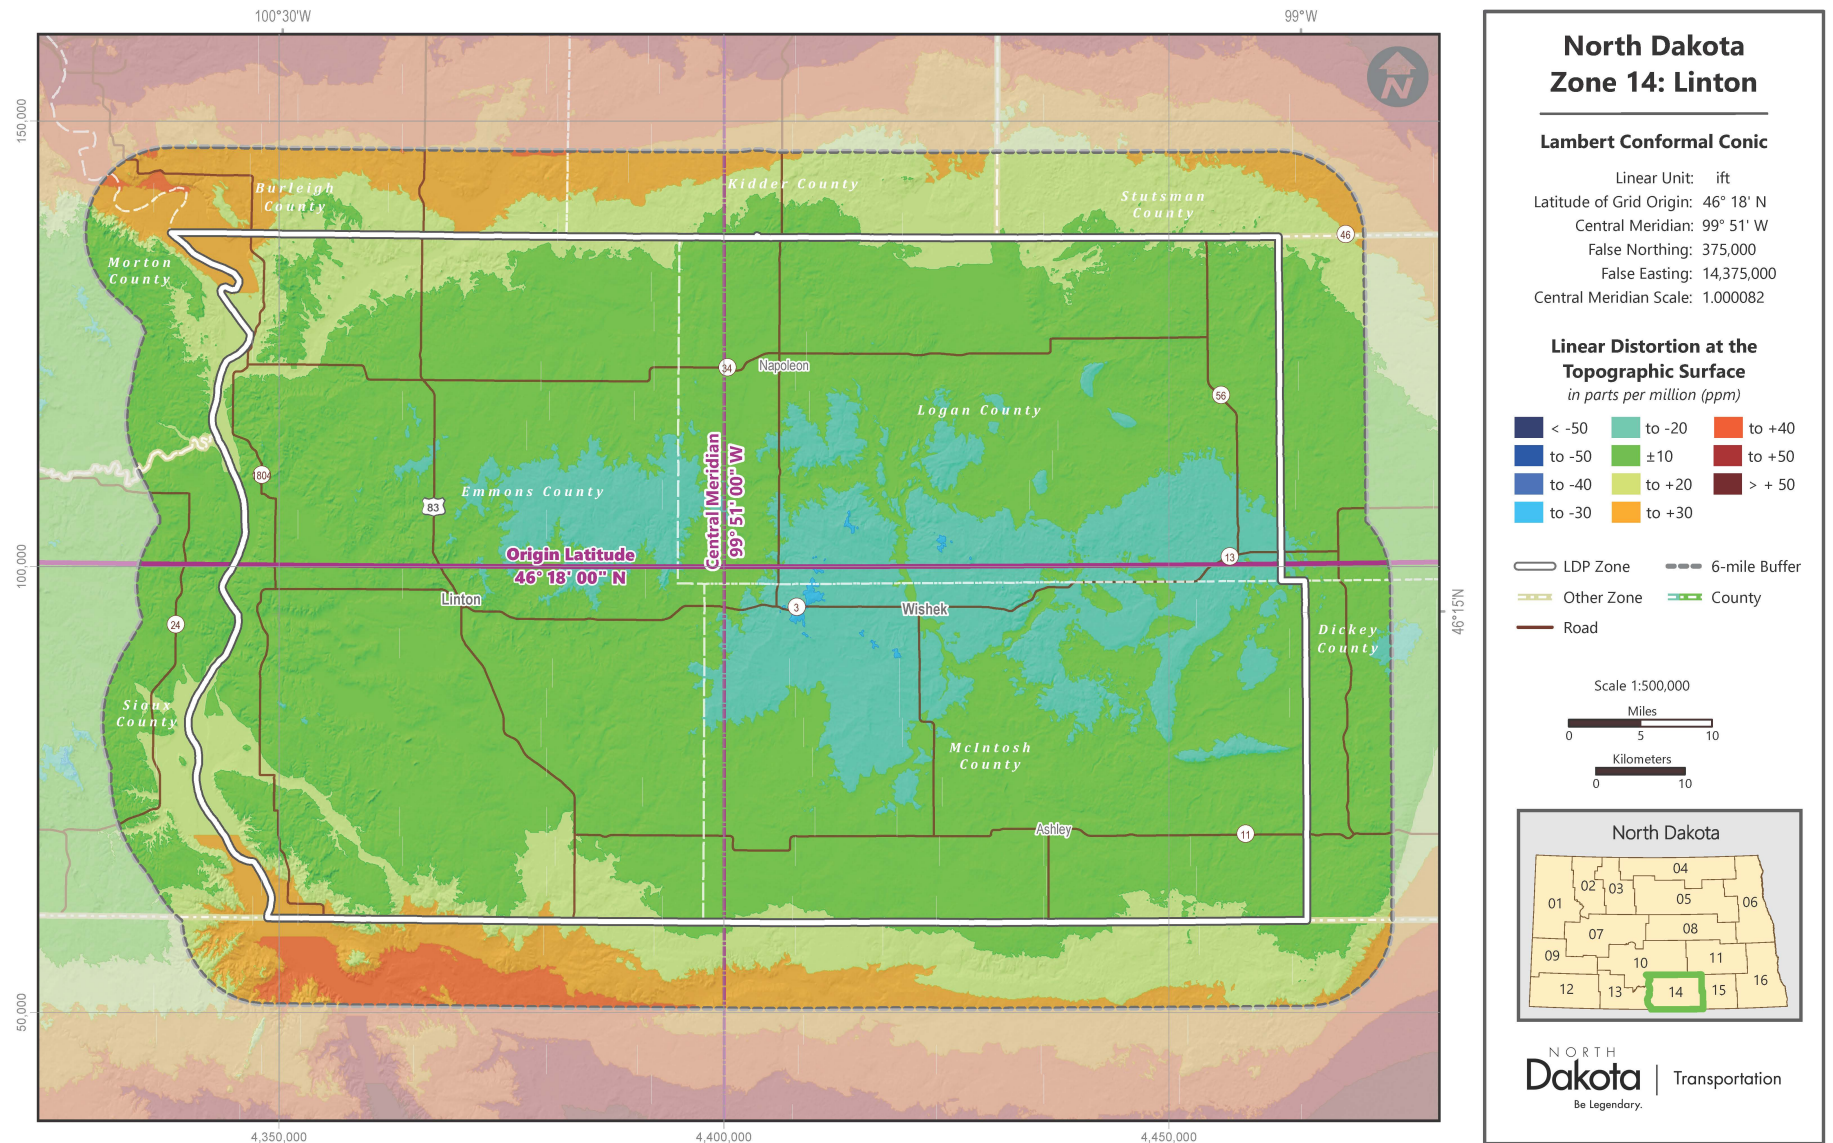 100°30'W
99°W
150,000
100,000
50,000
46°15'N
4,350,000
4,400,000
4,450,000
N
Burleigh
County
Kidder County
Stutsman
County
46
Morton
County
34
Napoleon
56
Logan County
1804
Emmons County
83
Central Meridian
99° 51' 00" W
Origin Latitude
46° 18' 00" N
13
Linton
3
Wishek
24
Dickey
County
Sioux
County
McIntosh
County
Ashley
11
North Dakota
Zone 14: Linton
Lambert Conformal Conic
Linear Unit: ift
Latitude of Grid Origin: 46° 18' N
Central Meridian: 99° 51' W
False Northing: 375,000
False Easting: 14,375,000
Central Meridian Scale: 1.000082
Linear Distortion at the
Topographic Surface
in parts per million (ppm)
< -50 to -20 to +40
to -50 ±10 to +50
to -40 to +20 > + 50
to -30 to +30
LDP Zone 6-mile Buffer
Other Zone County
Road
Scale 1:500,000
Miles
0 5 10
Kilometers
0 10
North Dakota
04
02
03
01
05
06
07
08
09
10
11
12
13
14
15
16
NORTH
Dakota | Transportation
Be Legendary.